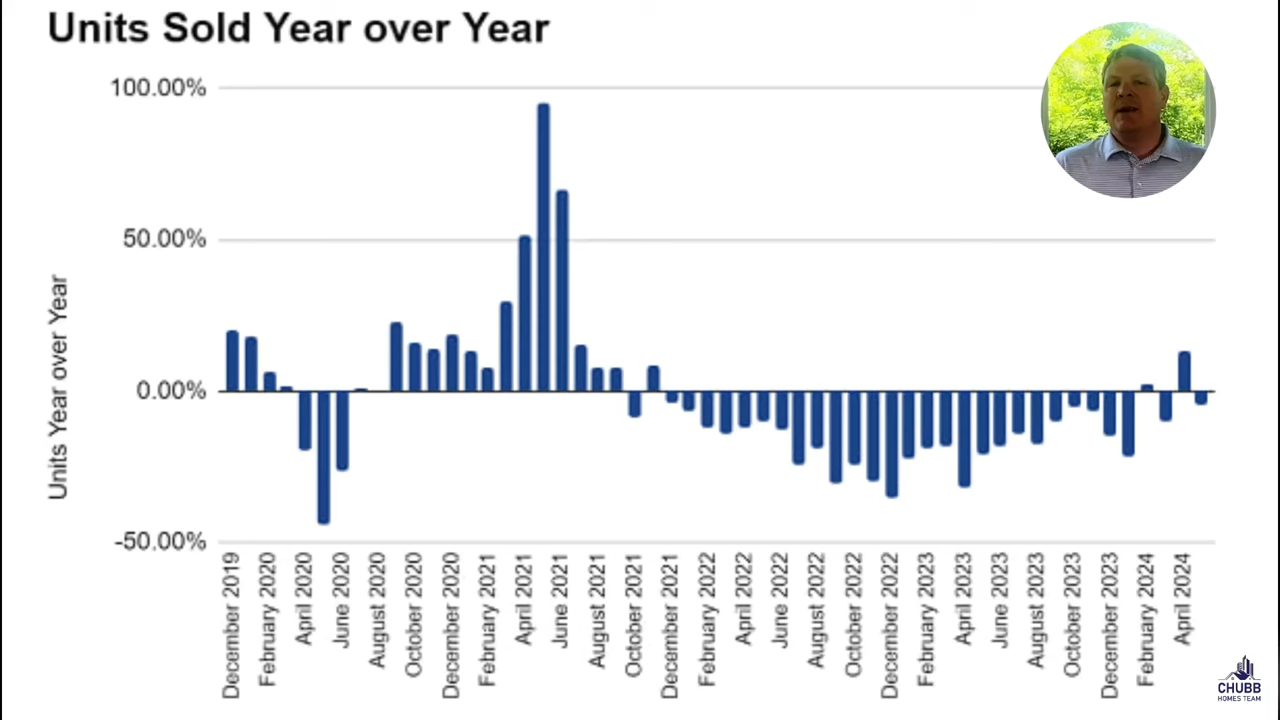 Units Sold Year over Year
100.00%
50.00%
0.00%
-50.00%
Units Year over Year
December 2019
February 2020
April 2020
June 2020
August 2020
October 2020
December 2020
February 2021
April 2021
June 2021
August 2021
October 2021
December 2021
February 2022
April 2022
June 2022
August 2022
October 2022
December 2022
February 2023
April 2023
June 2023
August 2023
October 2023
December 2023
February 2024
April 2024
CHUBB
HOMES TEAM